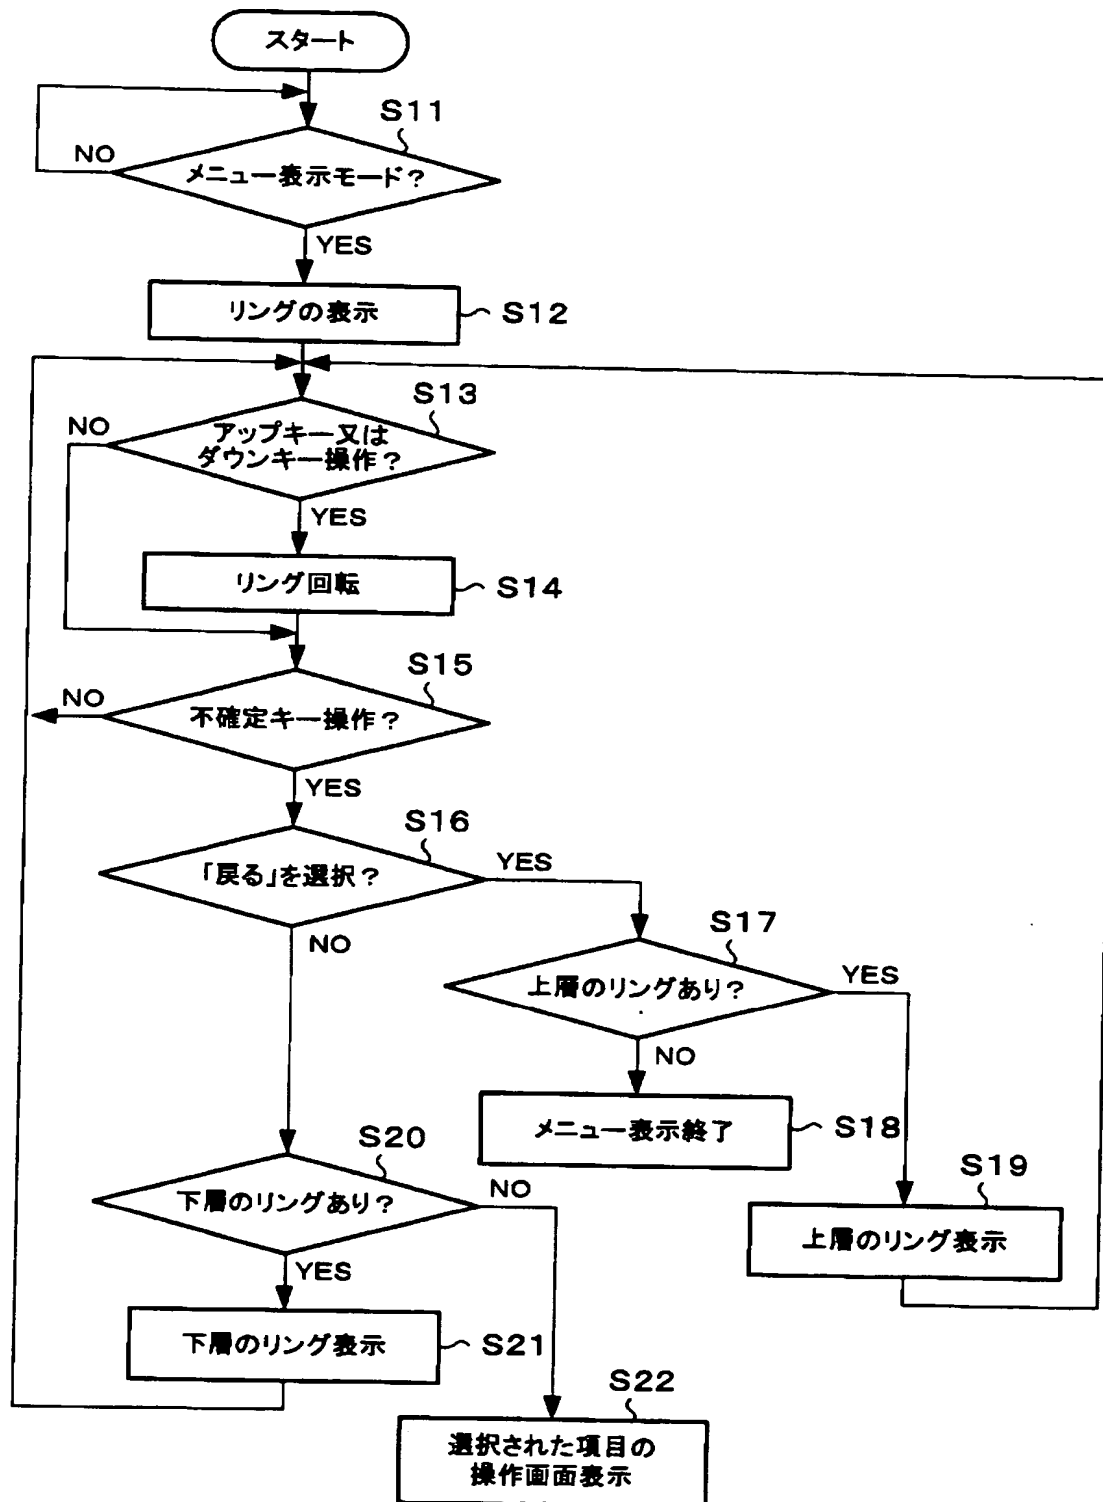 スタート
S11
NO
メニュー表示モード?
YES
リングの表示
S12
S13
NO
アップキー又は
ダウンキー操作?
YES
リング回転
S14
S15
NO
不確定キー操作?
YES
S16
「戻る」を選択?
YES
NO
S17
上層のリングあり?
YES
NO
メニュー表示終了
S18
S20
下層のリングあり?
NO
S19
上層のリング表示
YES
下層のリング表示
S21
S22
選択された項目の
操作画面表示